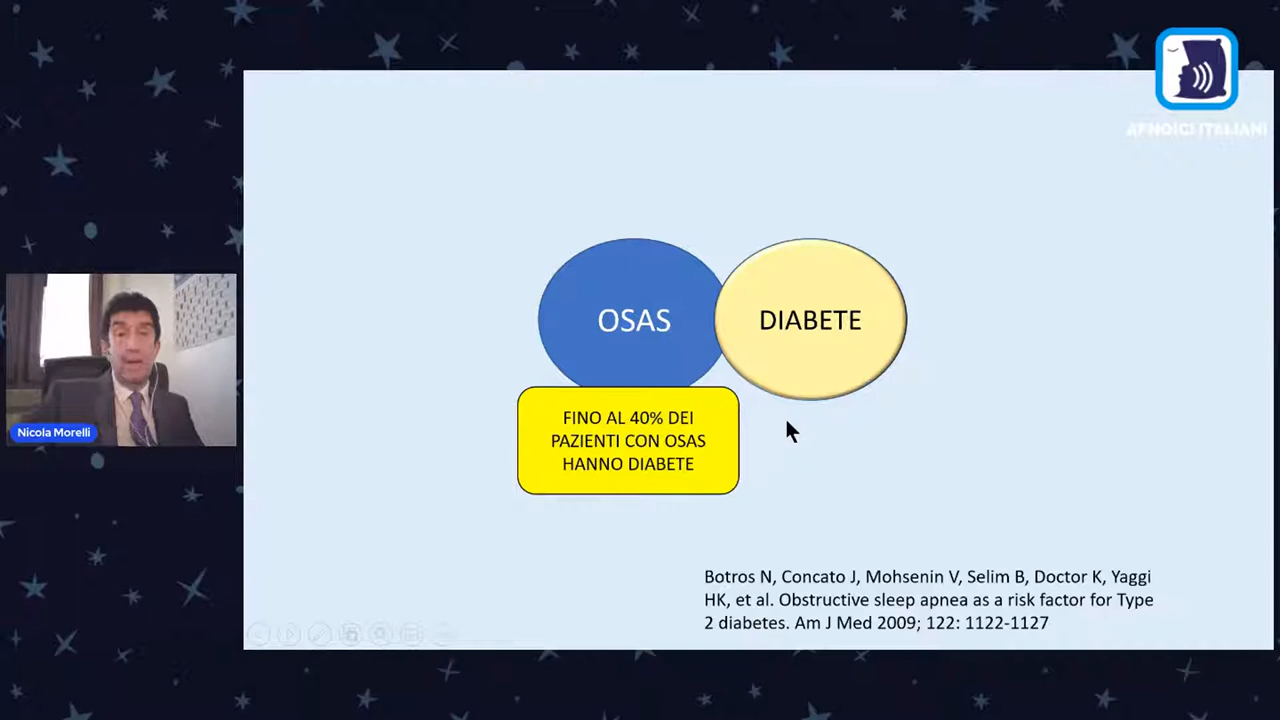 APNOICI ITALIANI
OSAS
DIABETE
FINO AL 40% DEI
PAZIENTI CON OSAS
HANNO DIABETE
Nicola Morelli
Botros N, Concato J, Mohsenin V, Selim B, Doctor K, Yaggi
HK, et al. Obstructive sleep apnea as a risk factor for Type
2 diabetes. Am J Med 2009; 122: 1122-1127